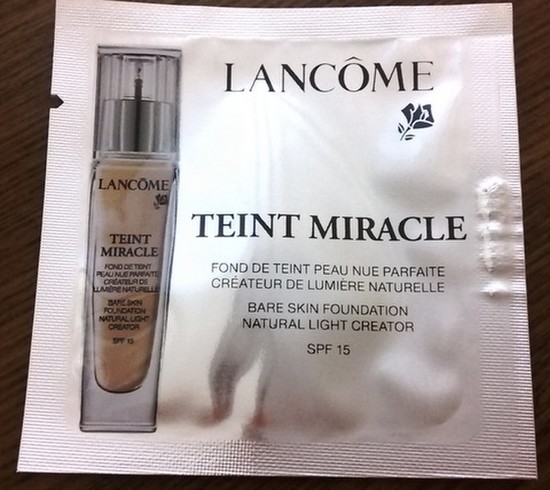 LANCÔME
TEINT MIRACLE
FOND DE TEINT PEAU NUE PARFAITE
CRÉATEUR DE LUMIÈRE NATURELLE
BARE SKIN FOUNDATION
NATURAL LIGHT CREATOR
SPF 15
LANCÔME
TEINT
MIRACLE
FOND DE TEINT
PEAU NUE PARFAITE
CRÉATEUR DE
LUMIÈRE NATURELLE
BARE SKIN
FOUNDATION
NATURAL LIGHT
CREATOR
SPF 15